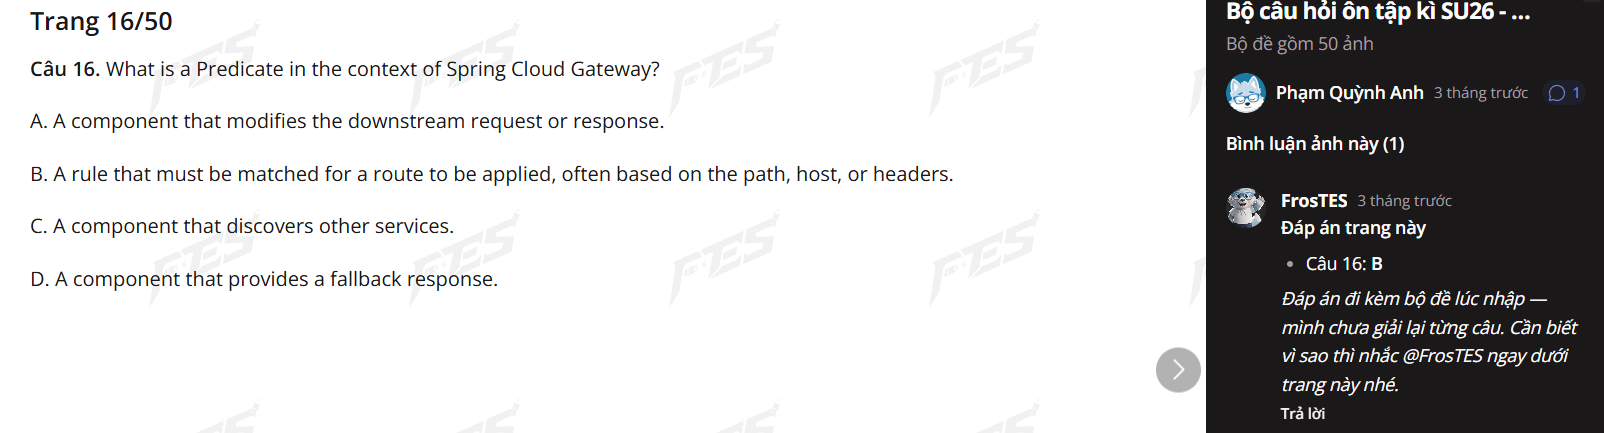 Trang 16/50
Câu 16. What is a Predicate in the context of Spring Cloud Gateway?
A. A component that modifies the downstream request or response.
B. A rule that must be matched for a route to be applied, often based on the path, host, or headers.
C. A component that discovers other services.
D. A component that provides a fallback response.
Bộ câu hỏi ôn tập kì SU26 - ...
Bộ đề gồm 50 ảnh
Phạm Quỳnh Anh 3 tháng trước 1
Bình luận ảnh này (1)
FrosTES 3 tháng trước
Đáp án trang này
• Câu 16: B
Đáp án đi kèm bộ đề lúc nhập —
mình chưa giải lại từng câu. Cần biết
vì sao thì nhắc @FrosTES ngay dưới
trang này nhé.
Trả lời